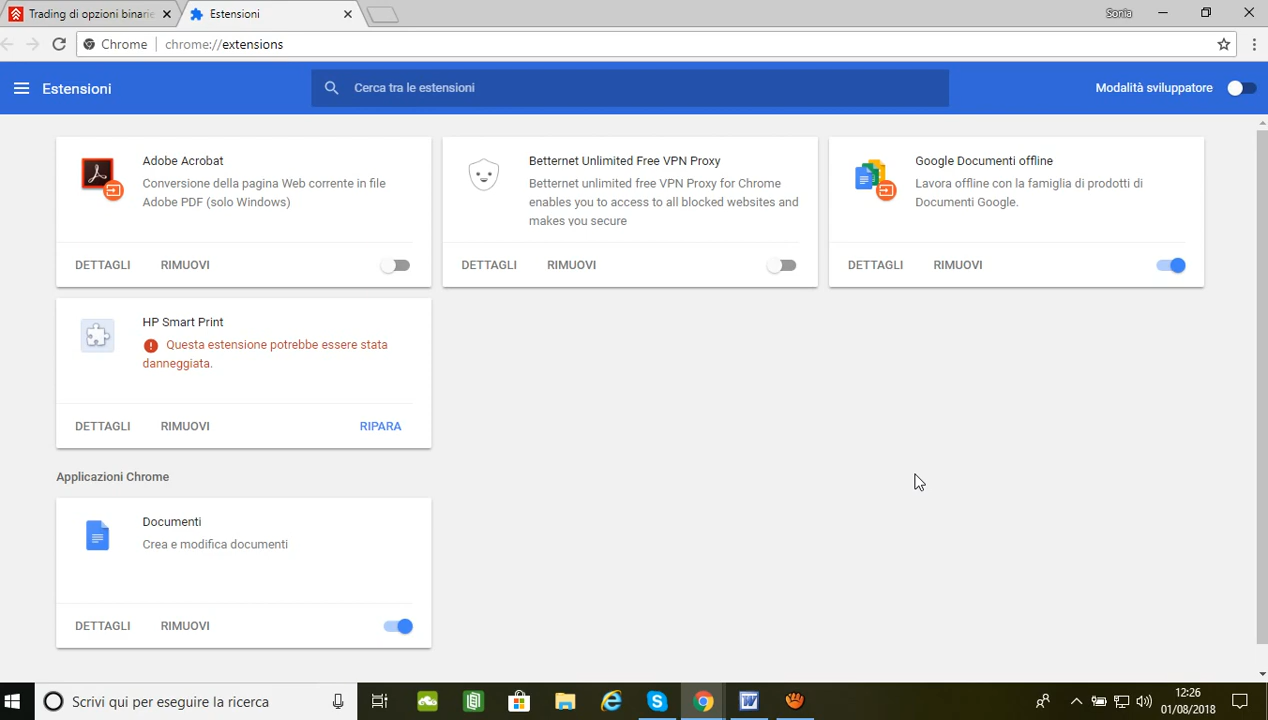 Trading di opzioni binarie
Estensioni
Sonia
Chrome
chrome://extensions
Estensioni
Cerca tra le estensioni
Modalità sviluppatore
Adobe Acrobat
Conversione della pagina Web corrente in file
Adobe PDF (solo Windows)
DETTAGLI
RIMUOVI
Betternet Unlimited Free VPN Proxy
Betternet unlimited free VPN Proxy for Chrome
enables you to access to all blocked websites and
makes you secure
DETTAGLI
RIMUOVI
Google Documenti offline
Lavora offline con la famiglia di prodotti di
Documenti Google.
DETTAGLI
RIMUOVI
HP Smart Print
Questa estensione potrebbe essere stata
danneggiata.
DETTAGLI
RIMUOVI
RIPARA
Applicazioni Chrome
Documenti
Crea e modifica documenti
DETTAGLI
RIMUOVI
Scrivi qui per eseguire la ricerca
12:26
01/08/2018